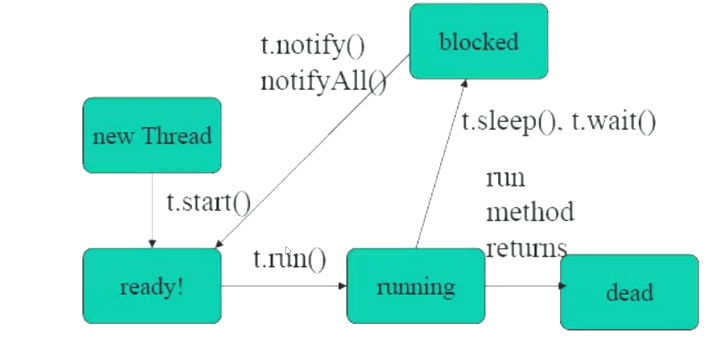 t.notify()
notifyAll()
blocked
new Thread
t.sleep(), t.wait()
t.start()
run
method
returns
t.run()
ready!
running
dead